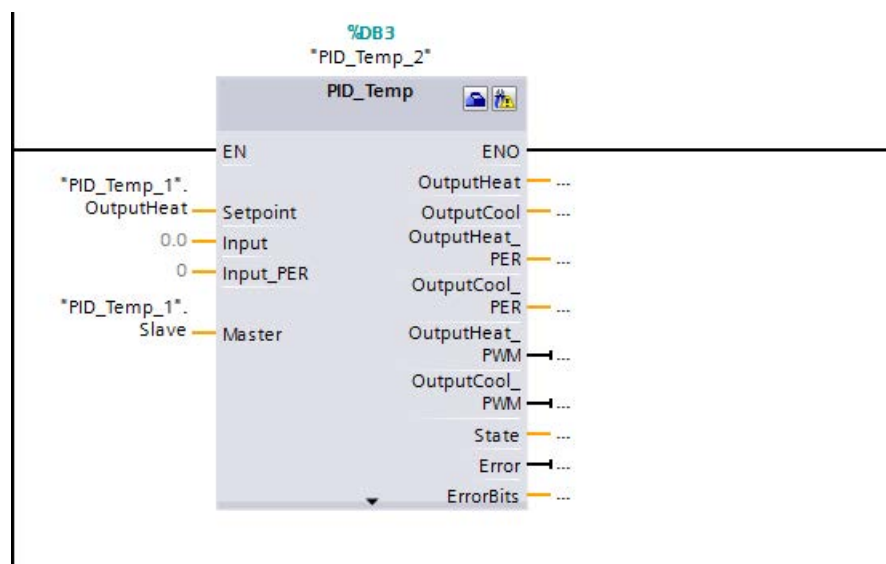 %DB3
"PID_Temp_2"
PID_Temp
EN ENO
OutputHeat ...
"PID_Temp_1".
OutputHeat Setpoint OutputCool ...
0.0 Input OutputHeat_
PER ...
0 Input_PER OutputCool_
PER ...
"PID_Temp_1".
Slave Master OutputHeat_
PWM ...
OutputCool_
PWM ...
State ...
Error ...
ErrorBits ...